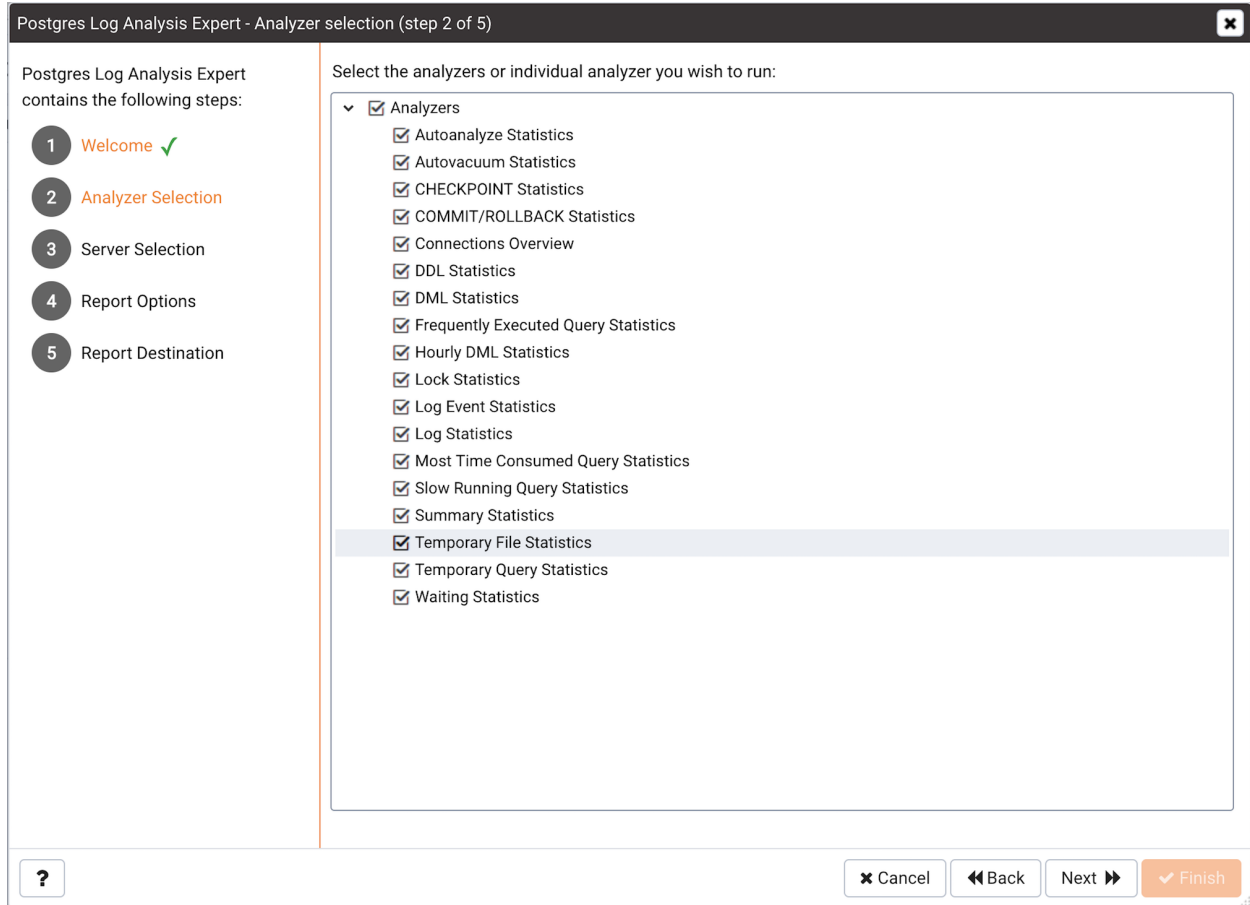 Postgres Log Analysis Expert - Analyzer selection (step 2 of 5)
Postgres Log Analysis Expert
contains the following steps:
1 Welcome
2 Analyzer Selection
3 Server Selection
4 Report Options
5 Report Destination
Select the analyzers or individual analyzer you wish to run:
Analyzers
Autoanalyze Statistics
Autovacuum Statistics
CHECKPOINT Statistics
COMMIT/ROLLBACK Statistics
Connections Overview
DDL Statistics
DML Statistics
Frequently Executed Query Statistics
Hourly DML Statistics
Lock Statistics
Log Event Statistics
Log Statistics
Most Time Consumed Query Statistics
Slow Running Query Statistics
Summary Statistics
Temporary File Statistics
Temporary Query Statistics
Waiting Statistics
? Cancel Back Next Finish